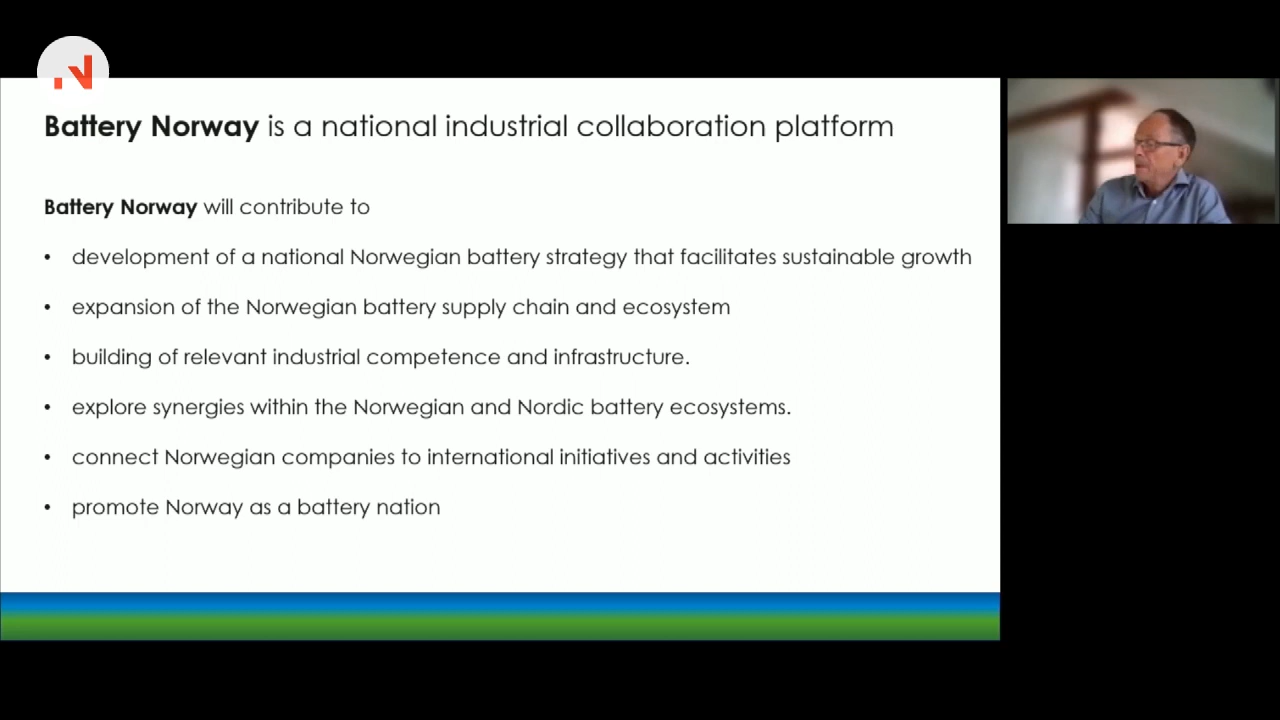 Battery Norway is a national industrial collaboration platform
Battery Norway will contribute to
• development of a national Norwegian battery strategy that facilitates sustainable growth
• expansion of the Norwegian battery supply chain and ecosystem
• building of relevant industrial competence and infrastructure.
• explore synergies within the Norwegian and Nordic battery ecosystems.
• connect Norwegian companies to international initiatives and activities
• promote Norway as a battery nation